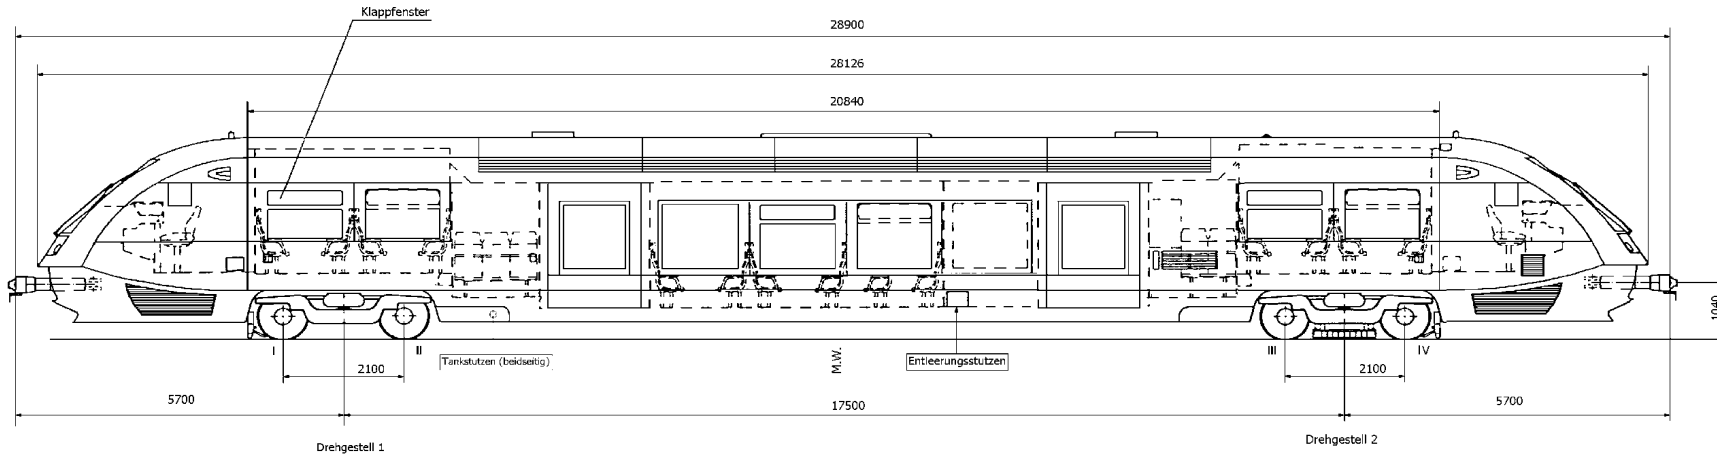 Klappfenster
28900
28126
20840
1040
I
II
III
IV
Tankstutzen (beidseitig)
M.W.
Entleerungsstutzen
2100
2100
5700
17500
5700
Drehgestell 1
Drehgestell 2